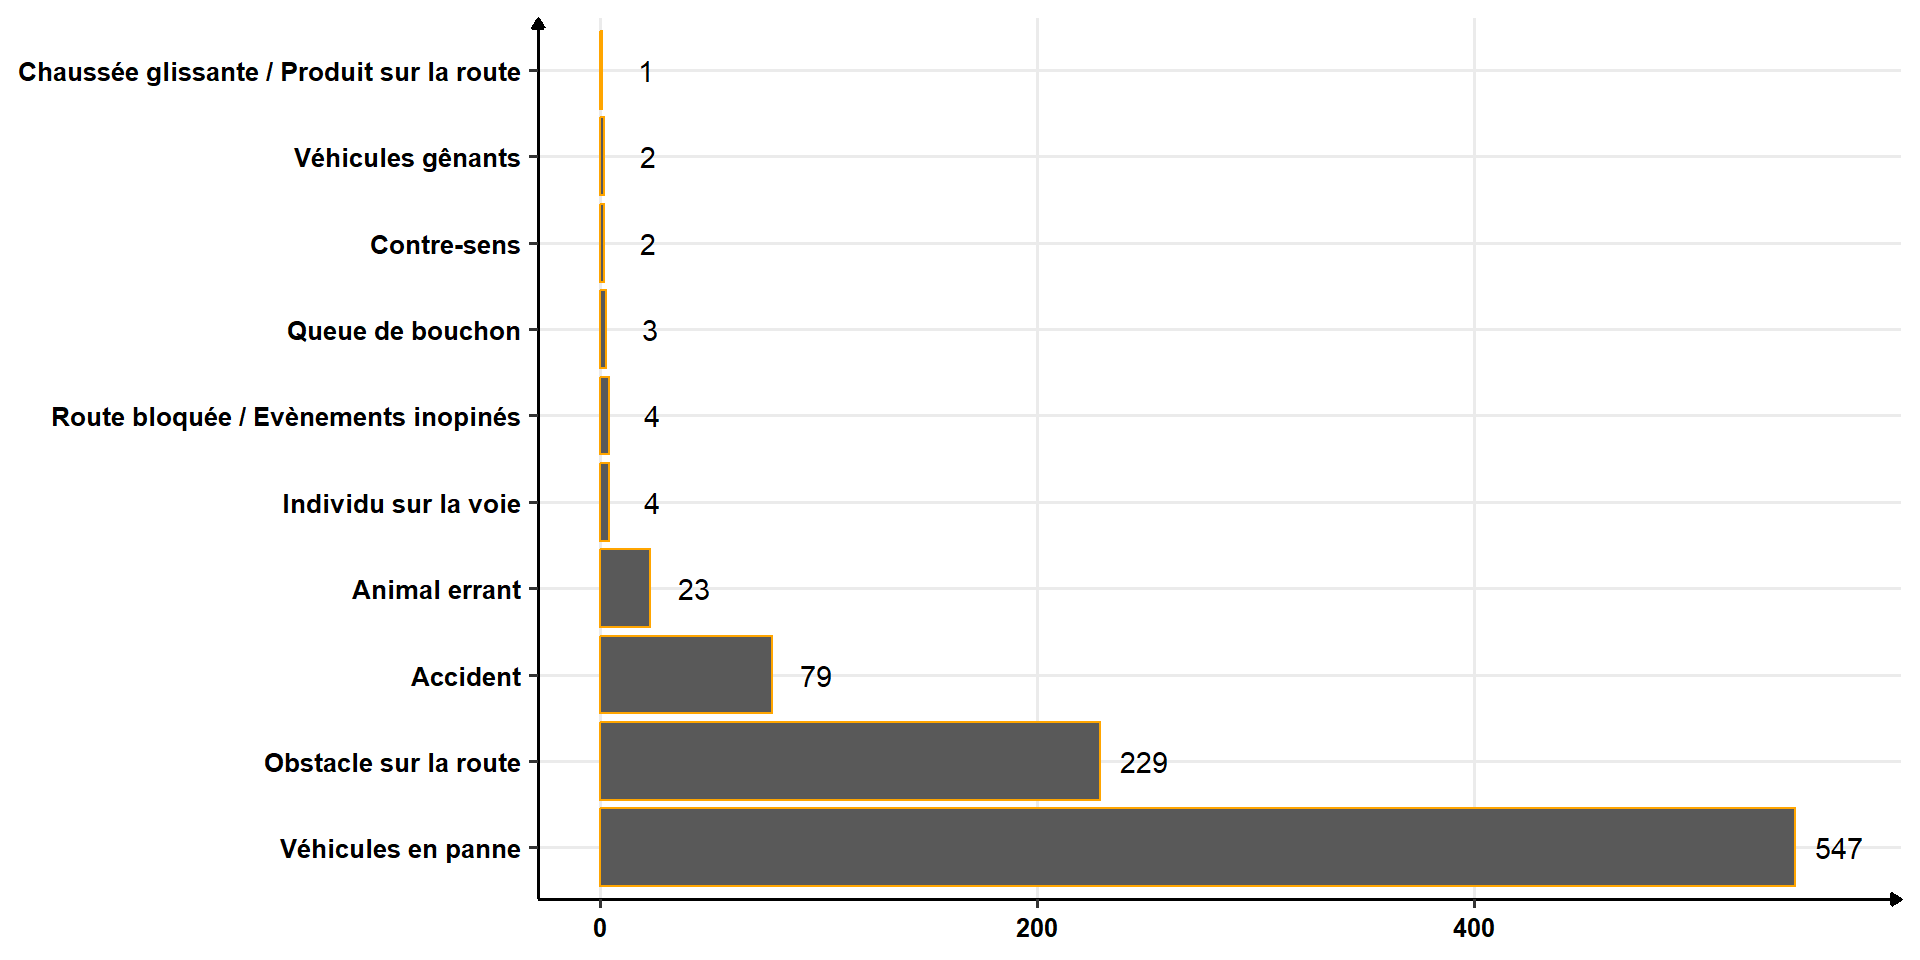 Chaussée glissante / Produit sur la route 1
Véhicules gênants 2
Contre-sens 2
Queue de bouchon 3
Route bloquée / Evènements inopinés 4
Individu sur la voie 4
Animal errant 23
Accident 79
Obstacle sur la route 229
Véhicules en panne 547
0 200 400